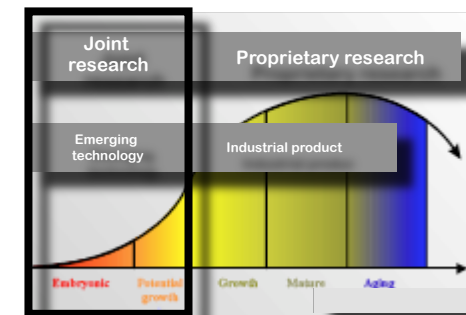 Joint
research
Proprietary research
Emerging
technology
Industrial product
Embryonic
Potential
growth
Growth
Mature
Aging